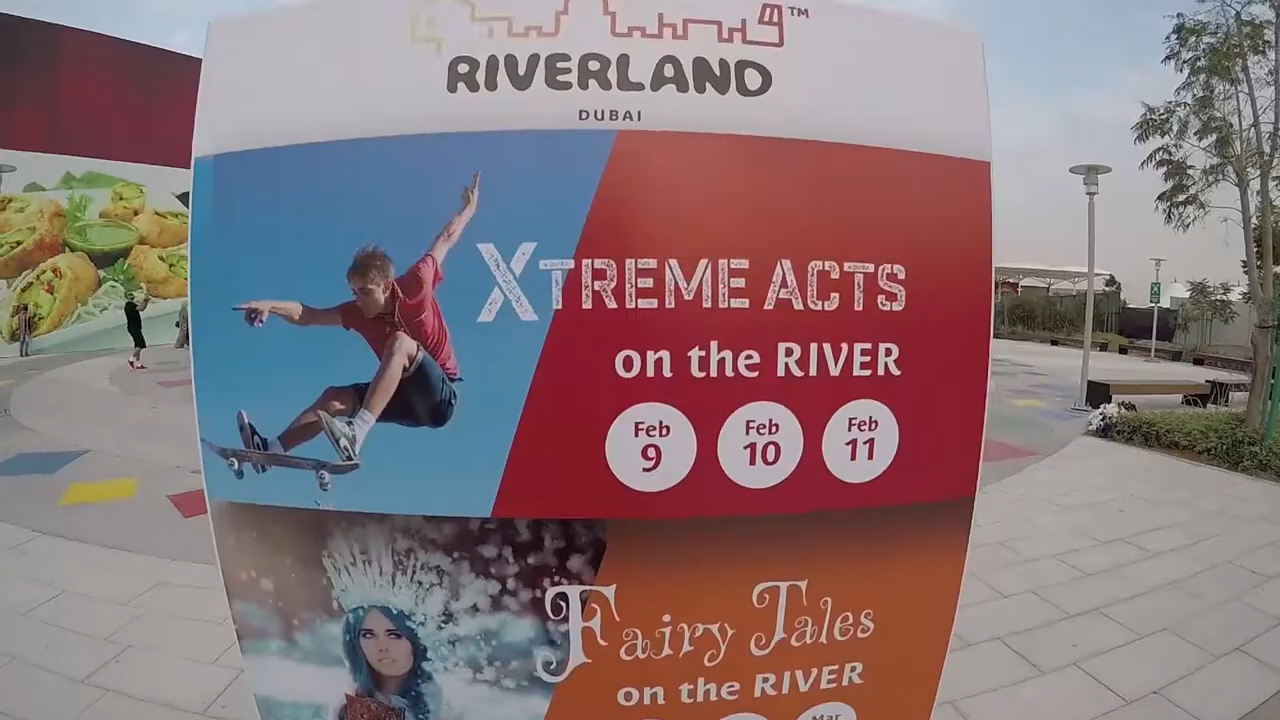 TM
RIVERLAND
DUBAI
XTREME ACTS
on the RIVER
Feb
9
Feb
10
Feb
11
Fairy Tales
on the RIVER
Mar